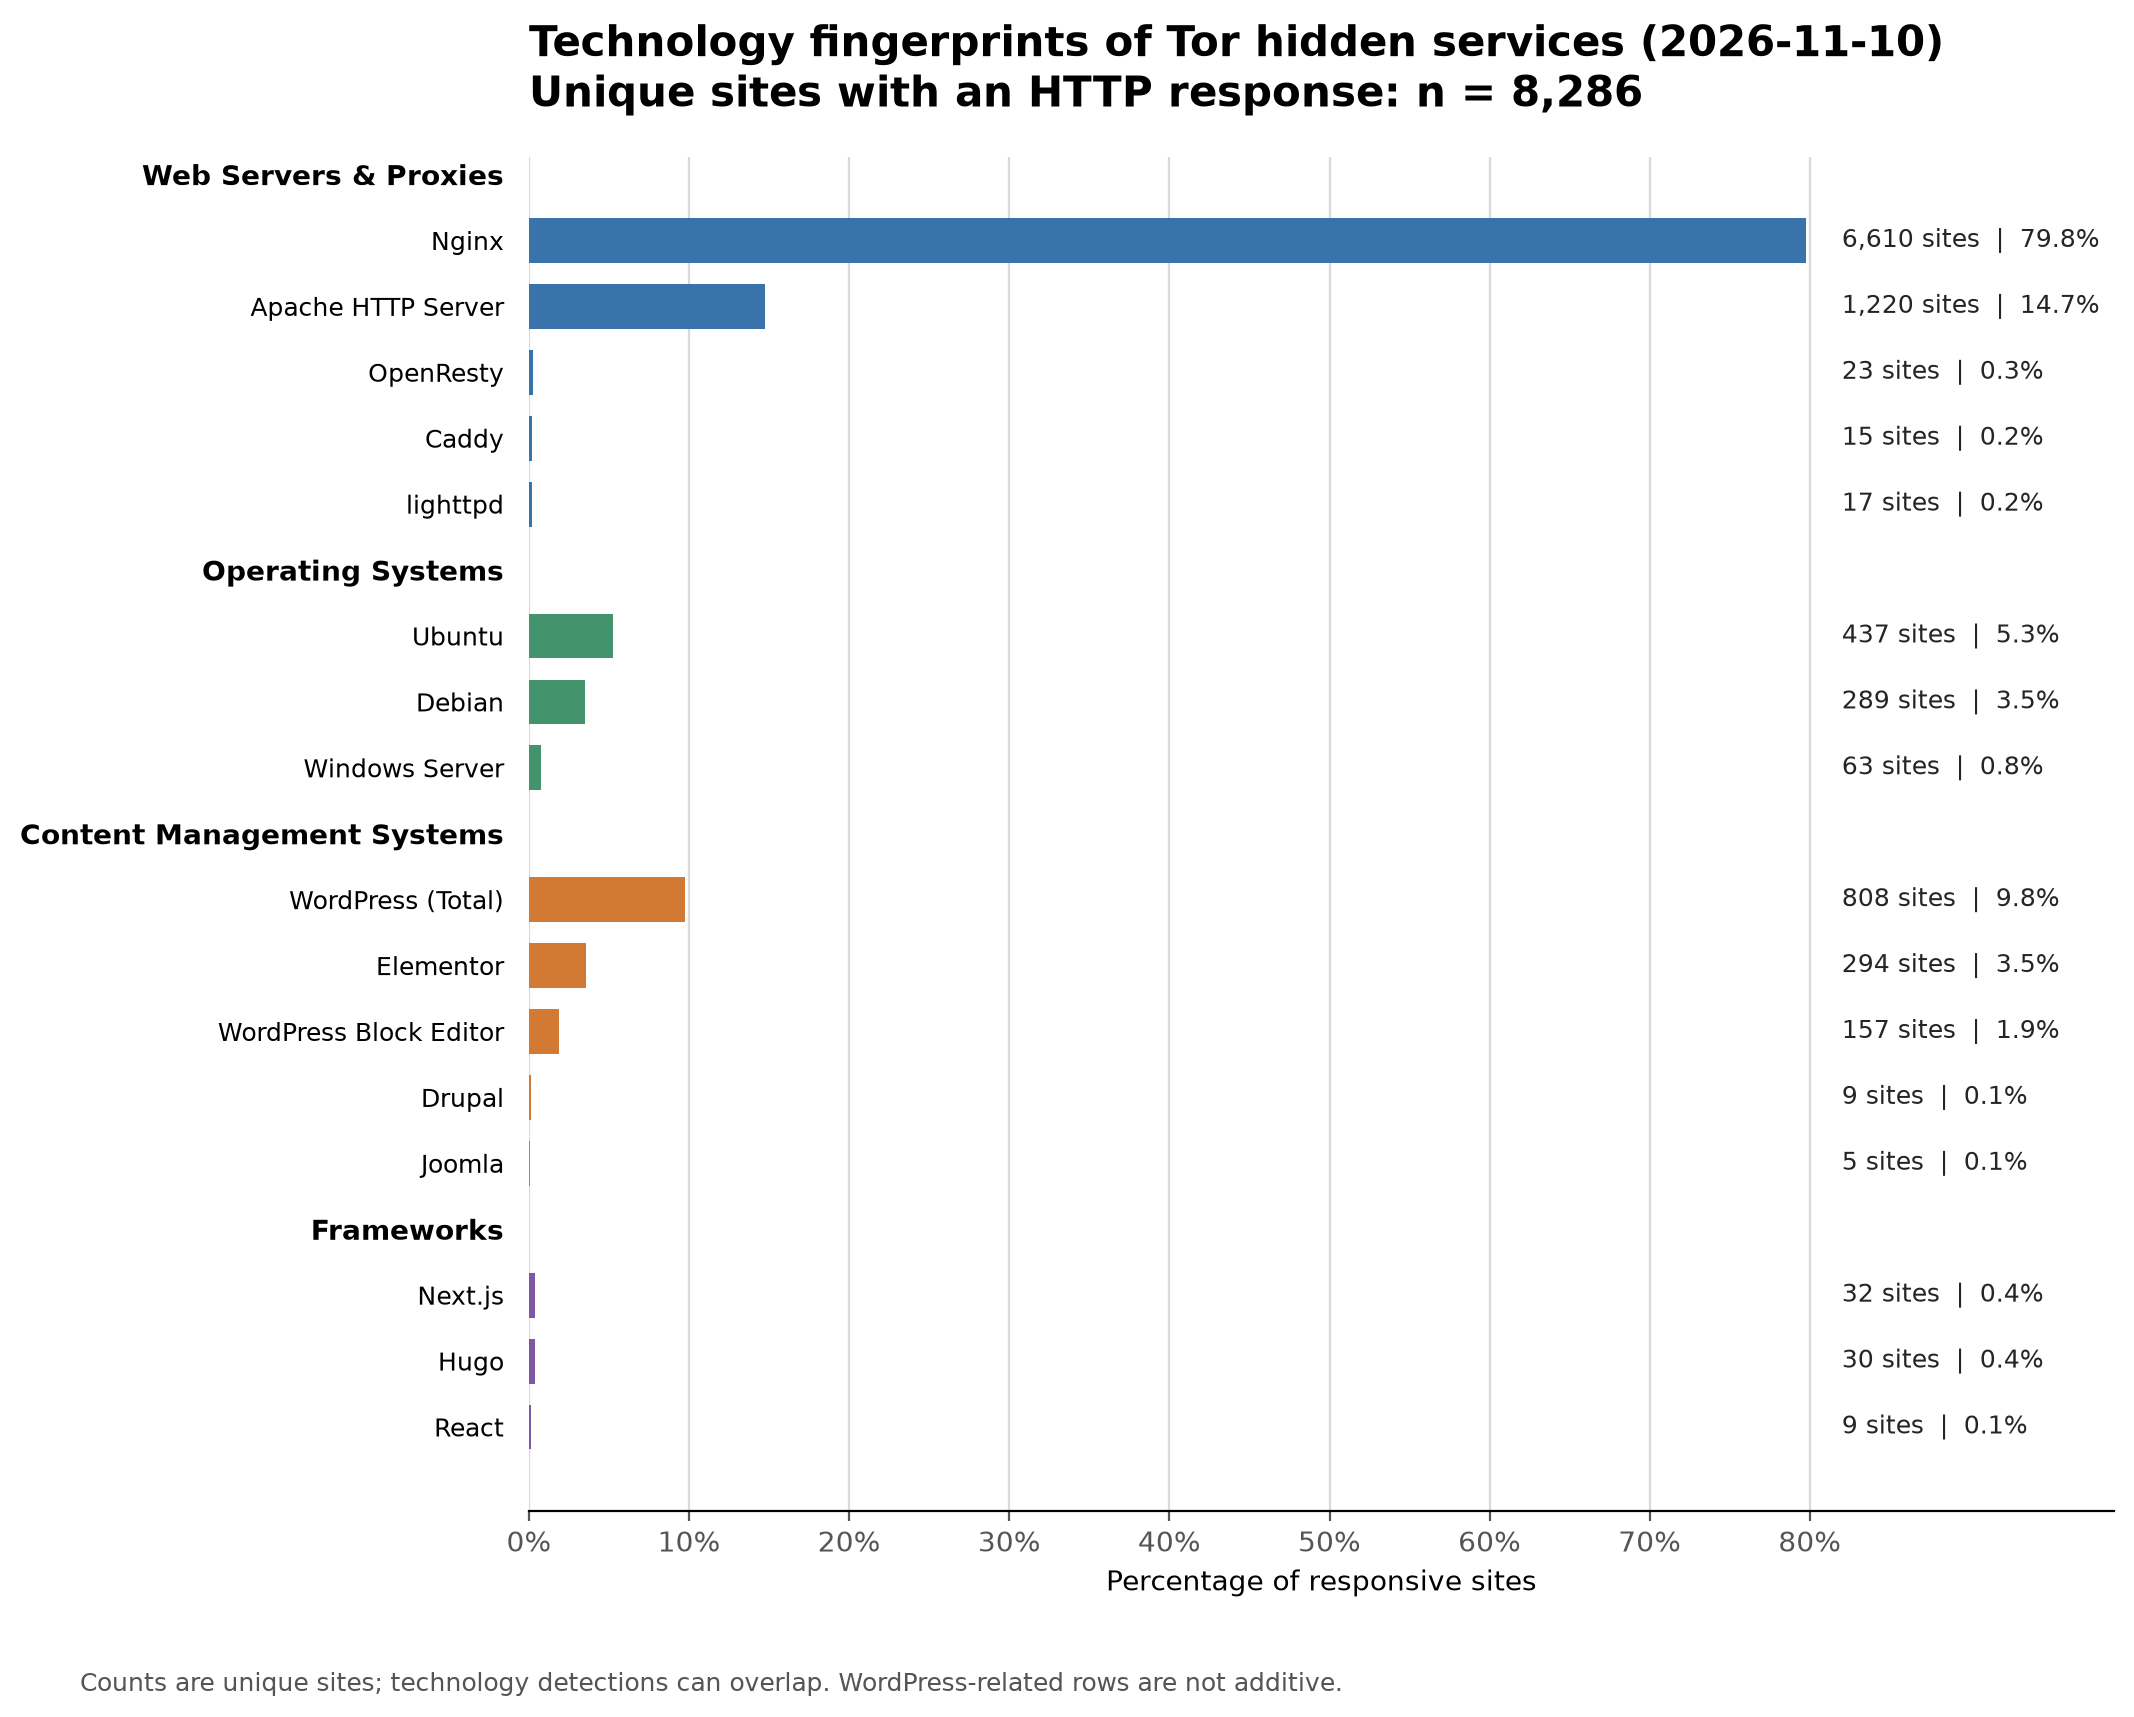 Technology fingerprints of Tor hidden services (2026-11-10)
Unique sites with an HTTP response: n = 8,286
Web Servers & Proxies
Nginx 6,610 sites | 79.8%
Apache HTTP Server 1,220 sites | 14.7%
OpenResty 23 sites | 0.3%
Caddy 15 sites | 0.2%
lighttpd 17 sites | 0.2%
Operating Systems
Ubuntu 437 sites | 5.3%
Debian 289 sites | 3.5%
Windows Server 63 sites | 0.8%
Content Management Systems
WordPress (Total) 808 sites | 9.8%
Elementor 294 sites | 3.5%
WordPress Block Editor 157 sites | 1.9%
Drupal 9 sites | 0.1%
Joomla 5 sites | 0.1%
Frameworks
Next.js 32 sites | 0.4%
Hugo 30 sites | 0.4%
React 9 sites | 0.1%
0% 10% 20% 30% 40% 50% 60% 70% 80%
Percentage of responsive sites
Counts are unique sites; technology detections can overlap. WordPress-related rows are not additive.